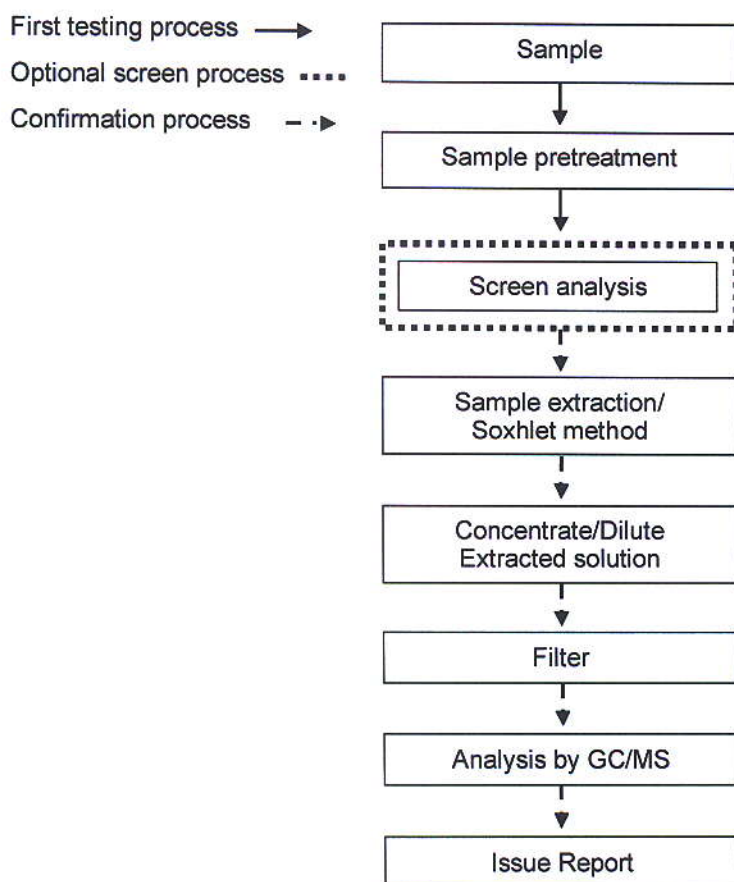 First testing process
Optional screen process
Confirmation process
Sample
Sample pretreatment
Screen analysis
Sample extraction/
Soxhlet method
Concentrate/Dilute
Extracted solution
Filter
Analysis by GC/MS
Issue Report